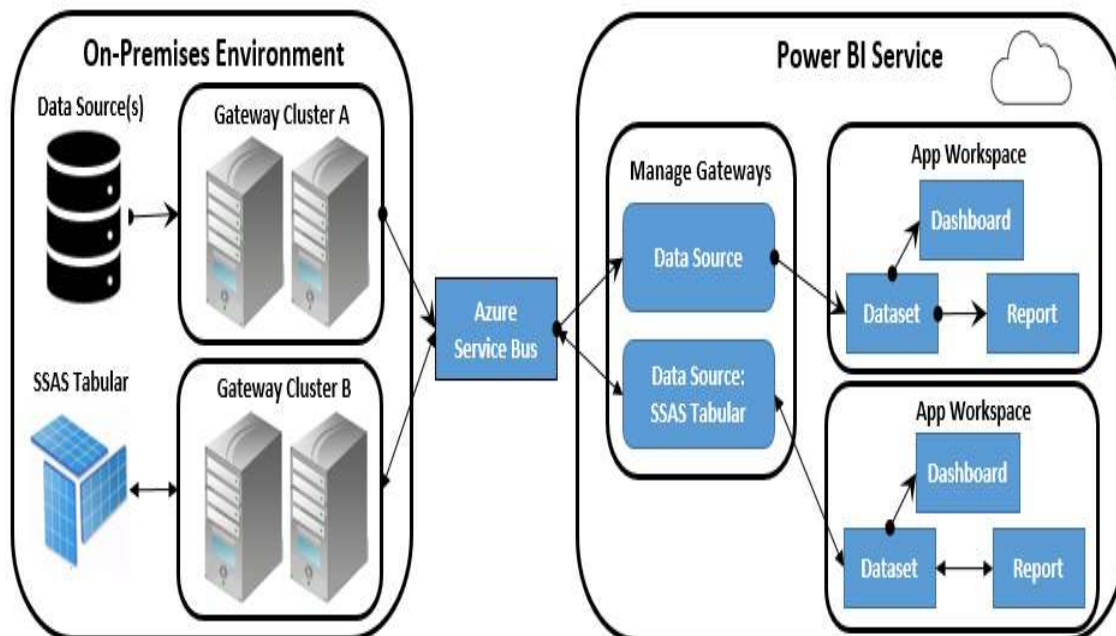 On-Premises Environment
Data Source(s)
Gateway Cluster A
SSAS Tabular
Gateway Cluster B
Azure
Service Bus
Power BI Service
Manage Gateways
Data Source
Data Source:
SSAS Tabular
App Workspace
Dashboard
Dataset
Report
App Workspace
Dashboard
Dataset
Report